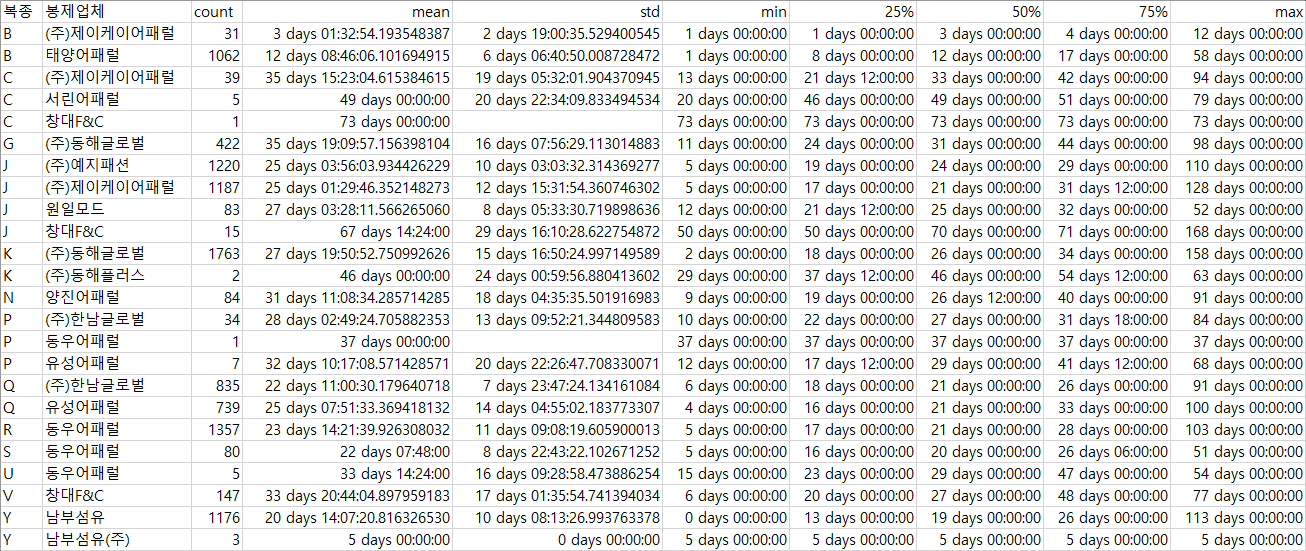 복종 봉제업체 count mean std min 25% 50% 75% max
B (주)제이케이어패럴 31 3 days 01:32:54.193548387 2 days 19:00:35.529400545 1 days 00:00:00 1 days 00:00:00 3 days 00:00:00 4 days 00:00:00 12 days 00:00:00
B 태양어패럴 1062 12 days 08:46:06.101694915 6 days 06:40:50.008728472 1 days 00:00:00 8 days 00:00:00 12 days 00:00:00 17 days 00:00:00 58 days 00:00:00
C (주)제이케이어패럴 39 35 days 15:23:04.615384615 19 days 05:32:01.904370945 13 days 00:00:00 21 days 12:00:00 33 days 00:00:00 42 days 00:00:00 94 days 00:00:00
C 서린어패럴 5 49 days 00:00:00 20 days 22:34:09.833494534 20 days 00:00:00 46 days 00:00:00 49 days 00:00:00 51 days 00:00:00 79 days 00:00:00
C 창대F&C 1 73 days 00:00:00 73 days 00:00:00 73 days 00:00:00 73 days 00:00:00 73 days 00:00:00 73 days 00:00:00
G (주)동해글로벌 422 35 days 19:09:57.156398104 16 days 07:56:29.113014883 11 days 00:00:00 24 days 00:00:00 31 days 00:00:00 44 days 00:00:00 98 days 00:00:00
J (주)예지패션 1220 25 days 03:56:03.934426229 10 days 03:03:32.314369277 5 days 00:00:00 19 days 00:00:00 24 days 00:00:00 29 days 00:00:00 110 days 00:00:00
J (주)제이케이어패럴 1187 25 days 01:29:46.352148273 12 days 15:31:54.360746302 5 days 00:00:00 17 days 00:00:00 21 days 00:00:00 31 days 12:00:00 128 days 00:00:00
J 원일모드 83 27 days 03:28:11.566265060 8 days 05:33:30.719898636 12 days 00:00:00 21 days 12:00:00 25 days 00:00:00 32 days 00:00:00 52 days 00:00:00
J 창대F&C 15 67 days 14:24:00 29 days 16:10:28.622754872 50 days 00:00:00 50 days 00:00:00 70 days 00:00:00 71 days 00:00:00 168 days 00:00:00
K (주)동해글로벌 1763 27 days 19:50:52.750992626 15 days 16:50:24.997149589 2 days 00:00:00 18 days 00:00:00 26 days 00:00:00 34 days 00:00:00 158 days 00:00:00
K (주)동해플러스 2 46 days 00:00:00 24 days 00:59:56.880413602 29 days 00:00:00 37 days 12:00:00 46 days 00:00:00 54 days 12:00:00 63 days 00:00:00
N 양진어패럴 84 31 days 11:08:34.285714285 18 days 04:35:35.501916983 9 days 00:00:00 19 days 00:00:00 26 days 12:00:00 40 days 00:00:00 91 days 00:00:00
P (주)한남글로벌 34 28 days 02:49:24.705882353 13 days 09:52:21.344809583 10 days 00:00:00 22 days 00:00:00 27 days 00:00:00 31 days 18:00:00 84 days 00:00:00
P 동우어패럴 1 37 days 00:00:00 37 days 00:00:00 37 days 00:00:00 37 days 00:00:00 37 days 00:00:00 37 days 00:00:00
P 유성어패럴 7 32 days 10:17:08.571428571 20 days 22:26:47.708330071 12 days 00:00:00 17 days 12:00:00 29 days 00:00:00 41 days 12:00:00 68 days 00:00:00
Q (주)한남글로벌 835 22 days 11:00:30.179640718 7 days 23:47:24.134161084 6 days 00:00:00 18 days 00:00:00 21 days 00:00:00 26 days 00:00:00 91 days 00:00:00
Q 유성어패럴 739 25 days 07:51:33.369418132 14 days 04:55:02.183773307 4 days 00:00:00 16 days 00:00:00 21 days 00:00:00 33 days 00:00:00 100 days 00:00:00
R 동우어패럴 1357 23 days 14:21:39.926308032 11 days 09:08:19.605900013 5 days 00:00:00 17 days 00:00:00 21 days 00:00:00 28 days 00:00:00 103 days 00:00:00
S 동우어패럴 80 22 days 07:48:00 8 days 22:43:22.102671252 5 days 00:00:00 16 days 00:00:00 20 days 00:00:00 26 days 06:00:00 51 days 00:00:00
U 동우어패럴 5 33 days 14:24:00 16 days 09:28:58.473886254 15 days 00:00:00 23 days 00:00:00 29 days 00:00:00 47 days 00:00:00 54 days 00:00:00
V 창대F&C 147 33 days 20:44:04.897959183 17 days 01:35:54.741394034 6 days 00:00:00 20 days 00:00:00 27 days 00:00:00 48 days 00:00:00 77 days 00:00:00
Y 남부섬유 1176 20 days 14:07:20.816326530 10 days 08:13:26.993763378 0 days 00:00:00 13 days 00:00:00 19 days 00:00:00 26 days 00:00:00 113 days 00:00:00
Y 남부섬유(주) 3 5 days 00:00:00 0 days 00:00:00 5 days 00:00:00 5 days 00:00:00 5 days 00:00:00 5 days 00:00:00 5 days 00:00:00